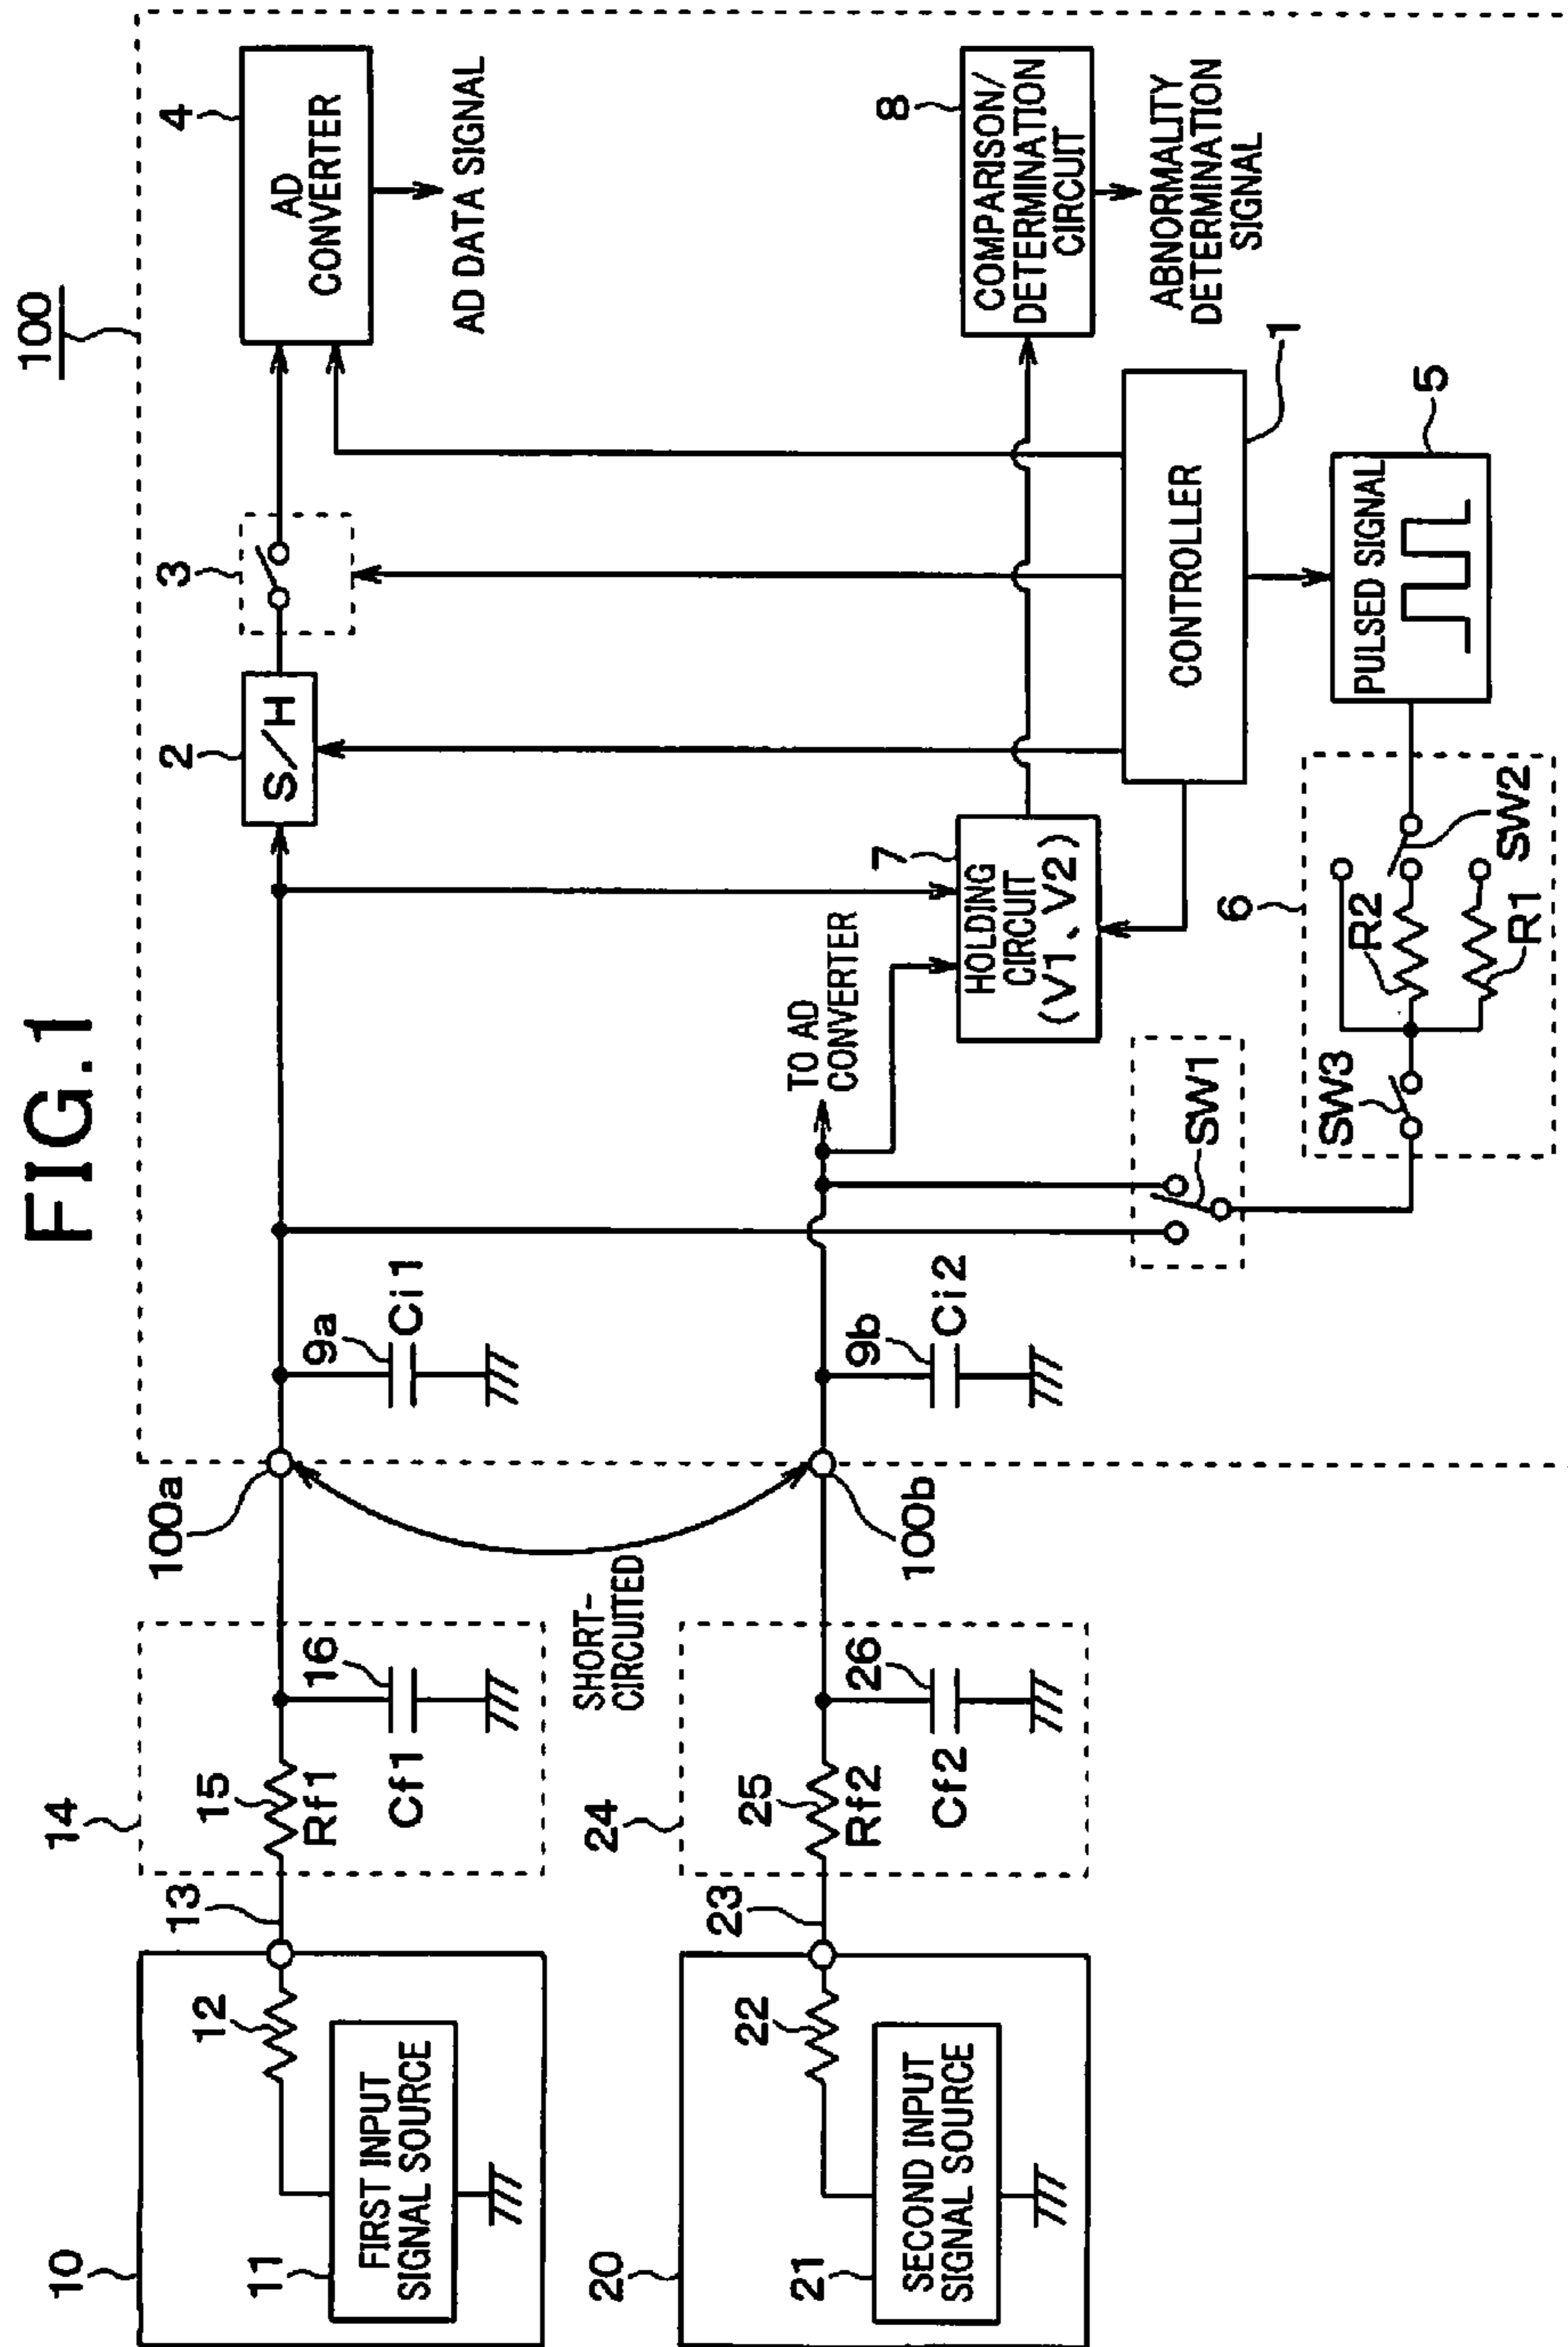 FIG.1
100
10
11
FIRST INPUT
SIGNAL SOURCE
12
13
14
15
Rf1
16
Cf1
100a
9a
Ci1
2
S/H
3
4
AD
CONVERTER
AD DATA SIGNAL
SHORT-
CIRCUITED
20
21
SECOND INPUT
SIGNAL SOURCE
22
23
24
25
Rf2
26
Cf2
100b
9b
Ci2
TO AD
CONVERTER
7
HOLDING
CIRCUIT
(V1、V2)
8
COMPARISON/
DETERMINATION
CIRCUIT
ABNORMALITY
DETERMINATION
SIGNAL
SW1
CONTROLLER
1
6
SW3
R2
R1
SW2
PULSED SIGNAL
5